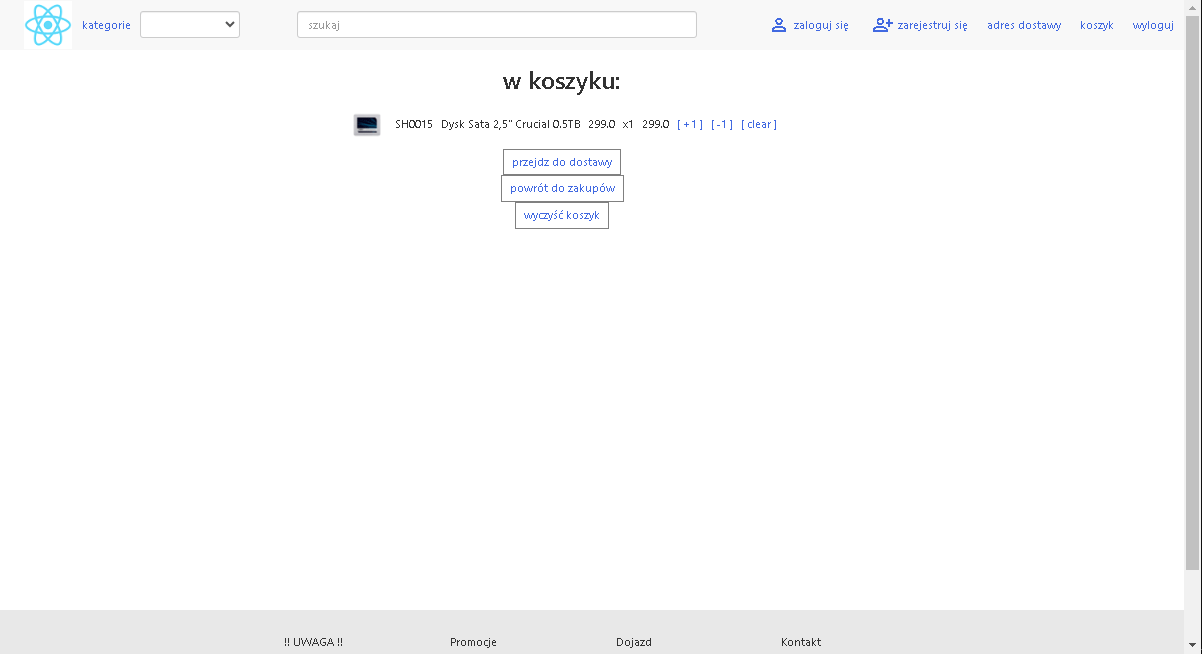 kategorie szukaj zaloguj się zarejestruj się adres dostawy koszyk wyloguj
w koszyku:
SH0015 Dysk Sata 2,5" Crucial 0.5TB 299.0 x1 299.0 [ +1 ] [ -1 ] [ clear ]
przejdz do dostawy
powrót do zakupów
wyczyść koszyk
!! UWAGA !! Promocje Dojazd Kontakt